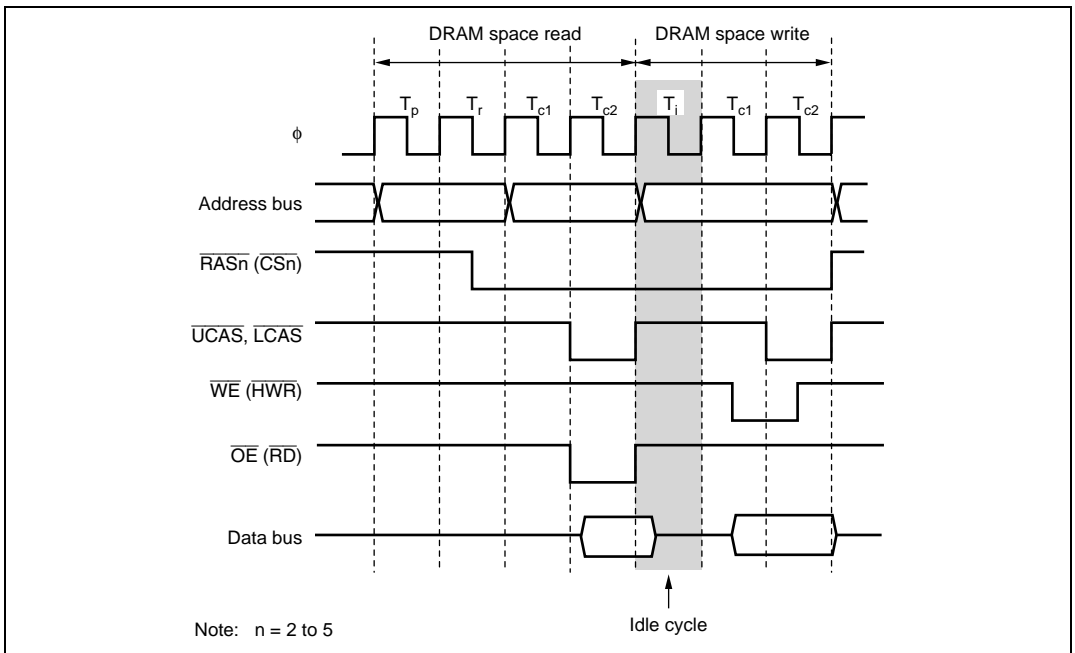 DRAM space read DRAM space write
Tp Tr Tc1 Tc2 Ti Tc1 Tc2
ϕ
Address bus
RASn (CSn)
UCAS, LCAS
WE (HWR)
OE (RD)
Data bus
Idle cycle
Note: n = 2 to 5